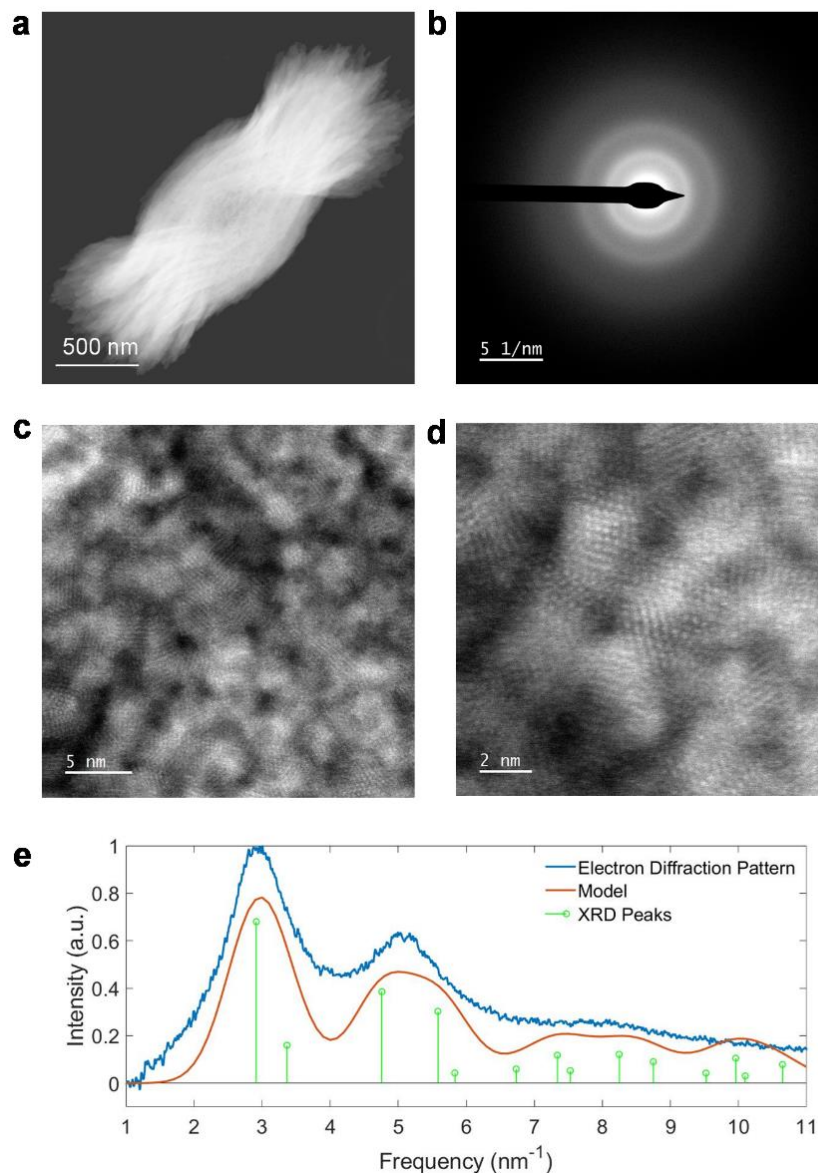 a
b
500 nm
5 1/nm
c
d
5 nm
2 nm
e
Intensity (a.u.)
1
0.8
0.6
0.4
0.2
0
Electron Diffraction Pattern
Model
XRD Peaks
1 2 3 4 5 6 7 8 9 10 11
Frequency (nm⁻¹)